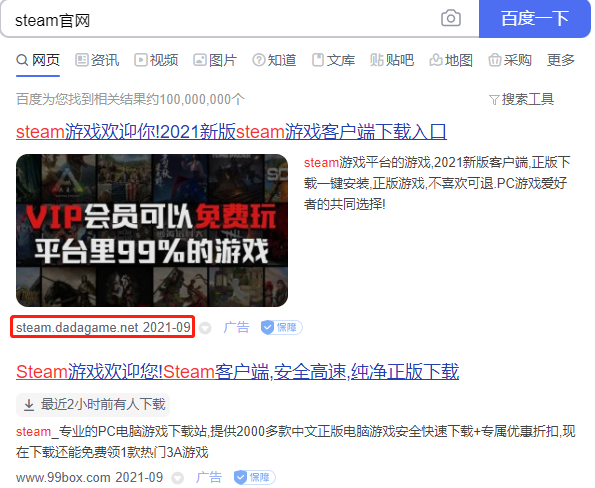 steam官网
百度一下
网页 资讯 视频 图片 知道 文库 贴吧 地图 采购 更多
百度为您找到相关结果约100,000,000个
搜索工具
steam游戏欢迎你!2021新版steam游戏客户端下载入口
VIP会员可以免费玩
平台里99%的游戏
steam游戏平台的游戏,2021新版客户端,正版下
载一键安装,正版游戏,不喜欢可退.PC游戏爱好
者的共同选择!
steam.dadagame.net 2021-09 广告 保障
Steam游戏欢迎您!Steam客户端,安全高速,纯净正版下载
最近2小时前有人下载
steam_专业的PC电脑游戏下载站,提供2000多款中文正版电脑游戏安全快速下载+专属优惠折扣,现
在下载还能免费领1款热门3A游戏
www.99box.com 2021-09 广告 保障